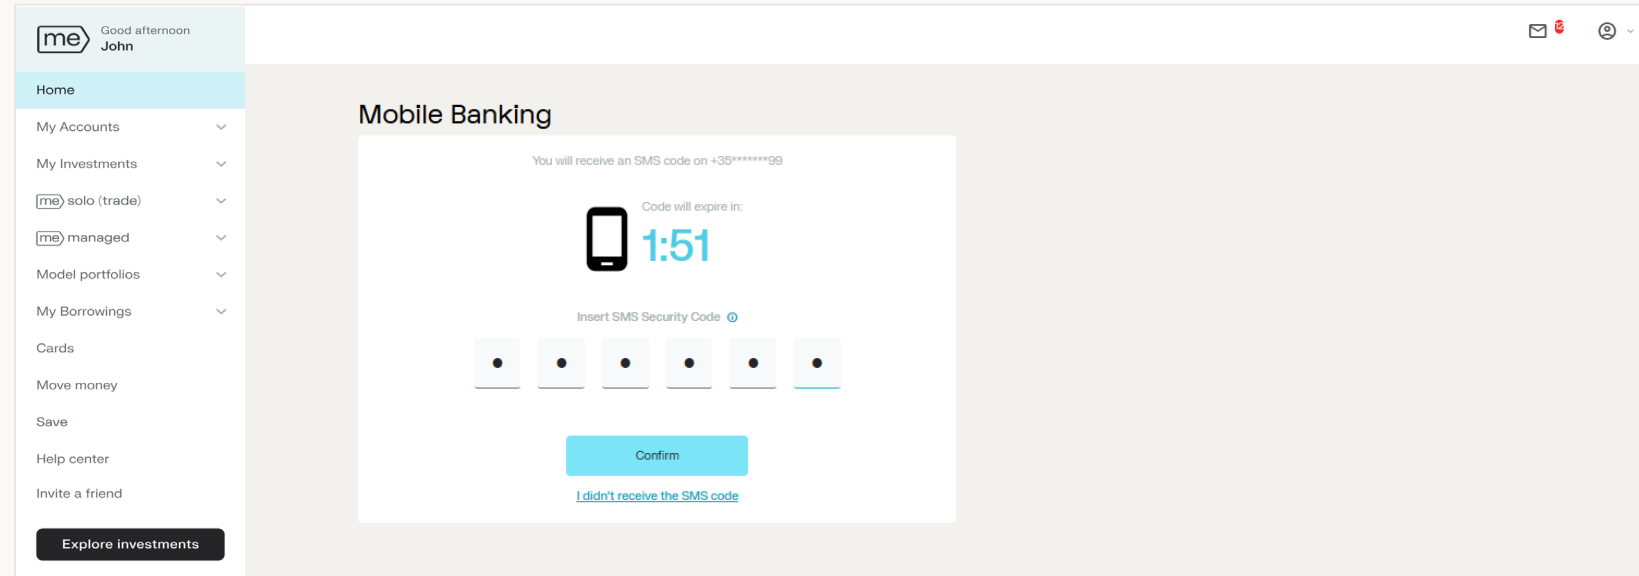 me
Good afternoon
John
12
Home
My Accounts
My Investments
me solo (trade)
me managed
Model portfolios
My Borrowings
Cards
Move money
Save
Help center
Invite a friend
Explore investments
Mobile Banking
You will receive an SMS code on +35*******99
Code will expire in:
1:51
Insert SMS Security Code
Confirm
I didn't receive the SMS code